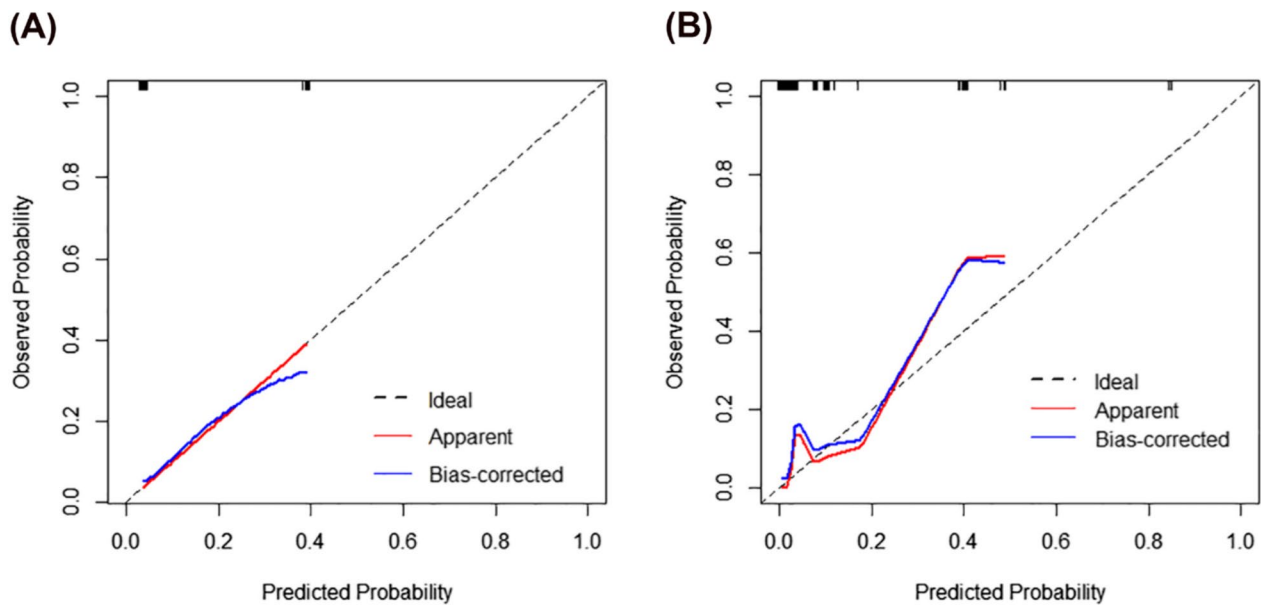 (A)
1.0
0.8
0.6
0.4
0.2
0.0
Observed Probability
Ideal
Apparent
Bias-corrected
0.0 0.2 0.4 0.6 0.8 1.0
Predicted Probability
(B)
1.0
0.8
0.6
0.4
0.2
0.0
Observed Probability
Ideal
Apparent
Bias-corrected
0.0 0.2 0.4 0.6 0.8 1.0
Predicted Probability